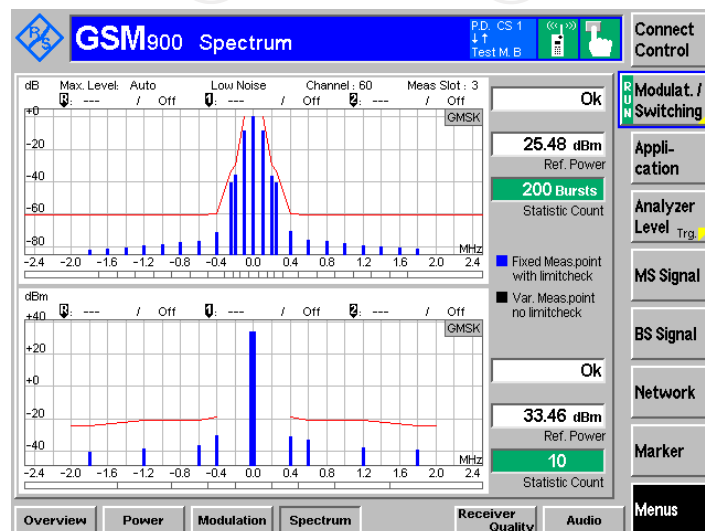 R&S
GSM900 Spectrum
P.D. CS 1
Test M. B
Connect Control
dB Max. Level: Auto Low Noise Channel : 60 Meas Slot : 3
R: --- / Off 1: --- / Off 2: --- / Off
GMSK
+0
-20
-40
-60
-80
MHz
-2.4 -2.0 -1.6 -1.2 -0.8 -0.4 0.0 0.4 0.8 1.2 1.6 2.0 2.4
Ok
25.48 dBm
Ref. Power
200 Bursts
Statistic Count
Fixed Meas.point
with limitcheck
Var. Meas.point
no limitcheck
dBm
R: --- / Off 1: --- / Off 2: --- / Off
GMSK
+40
+20
+0
-20
-40
MHz
-2.4 -2.0 -1.6 -1.2 -0.8 -0.4 0.0 0.4 0.8 1.2 1.6 2.0 2.4
Ok
33.46 dBm
Ref. Power
10
Statistic Count
RUN
Modulat. /
Switching
Appli-
cation
Analyzer
Level Trg.
MS Signal
BS Signal
Network
Marker
Menus
Overview Power Modulation Spectrum Receiver Quality Audio